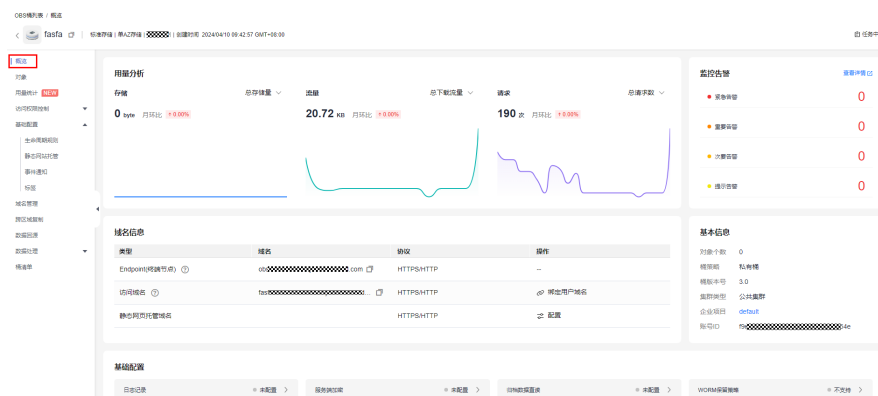 OBS桶列表 / 概览
fasfa 标准存储 | 单AZ存储 | 创建时间 2024/04/10 09:42:57 GMT+08:00 任务中
概览
对象
用量统计 NEW
访问权限控制
基础配置
生命周期规则
静态网站托管
事件通知
标签
域名管理
跨区域复制
数据回源
数据处理
桶清单
用量分析
存储 总存储量
0 byte 月环比 +0.00%
流量 总下载流量
20.72 KB 月环比 +0.00%
请求 总请求数
190 次 月环比 +0.00%
监控告警 查看详情
紧急告警 0
重要告警 0
次要告警 0
提示告警 0
域名信息
类型 域名 协议 操作
Endpoint(终端节点) obs .com HTTPS/HTTP --
访问域名 fasf ... HTTPS/HTTP 绑定用户域名
静态网页托管域名 HTTPS/HTTP 配置
基本信息
对象个数 0
桶策略 私有桶
桶版本号 3.0
集群类型 公共集群
企业项目 default
账号ID f9e 04e
基础配置
日志记录 未配置
服务端加密 未配置
归档数据直读 未配置
WORM保留策略 不支持